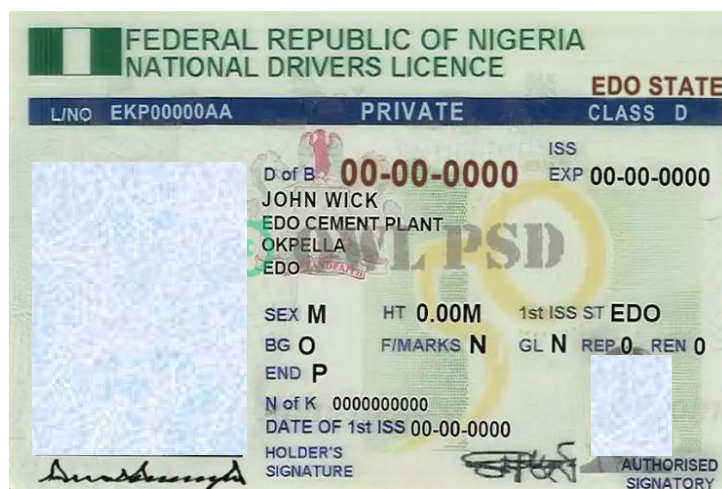 FEDERAL REPUBLIC OF NIGERIA
NATIONAL DRIVERS LICENCE
EDO STATE
L/NO EKP00000AA PRIVATE CLASS D
ISS
D of B 00-00-0000 EXP 00-00-0000
JOHN WICK
EDO CEMENT PLANT
OKPELLA
OWL PSD
EDO
SEX M HT 0.00M 1st ISS ST EDO
BG O F/MARKS N GL N REP 0 REN 0
END P
N of K 0000000000
DATE OF 1st ISS 00-00-0000
HOLDER'S
SIGNATURE
AUTHORISED
SIGNATORY